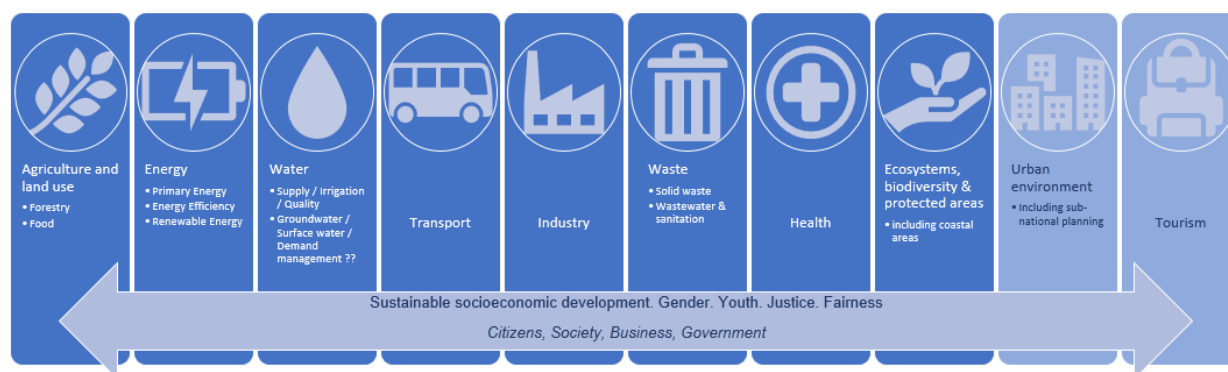 Agriculture and
land use
• Forestry
• Food
Energy
• Primary Energy
• Energy Efficiency
• Renewable Energy
Water
• Supply / Irrigation
/ Quality
• Groundwater /
Surface water /
Demand
management ??
Transport
Industry
Waste
• Solid waste
• Wastewater &
sanitation
Health
Ecosystems,
biodiversity &
protected areas
• including coastal
areas
Urban
environment
• Including sub-
national planning
Tourism
Sustainable socioeconomic development. Gender. Youth. Justice. Fairness
Citizens, Society, Business, Government